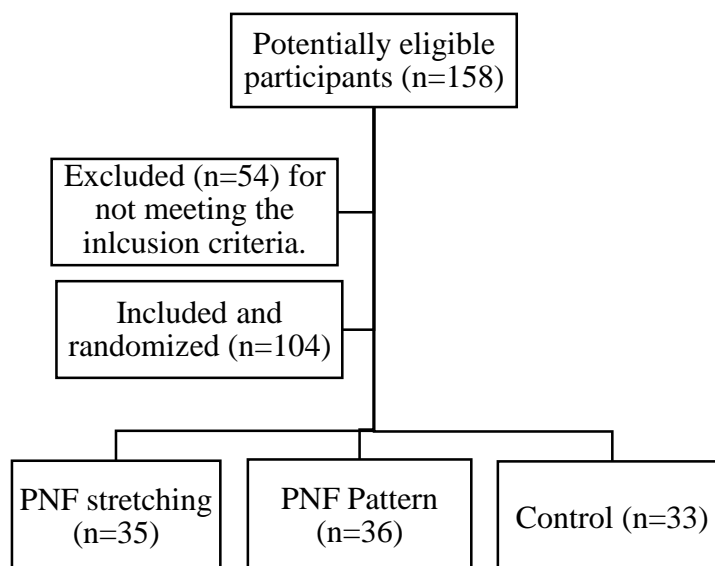 Potentially eligible
participants (n=158)
Excluded (n=54) for
not meeting the
inlcusion criteria.
Included and
randomized (n=104)
PNF stretching
(n=35)
PNF Pattern
(n=36)
Control (n=33)